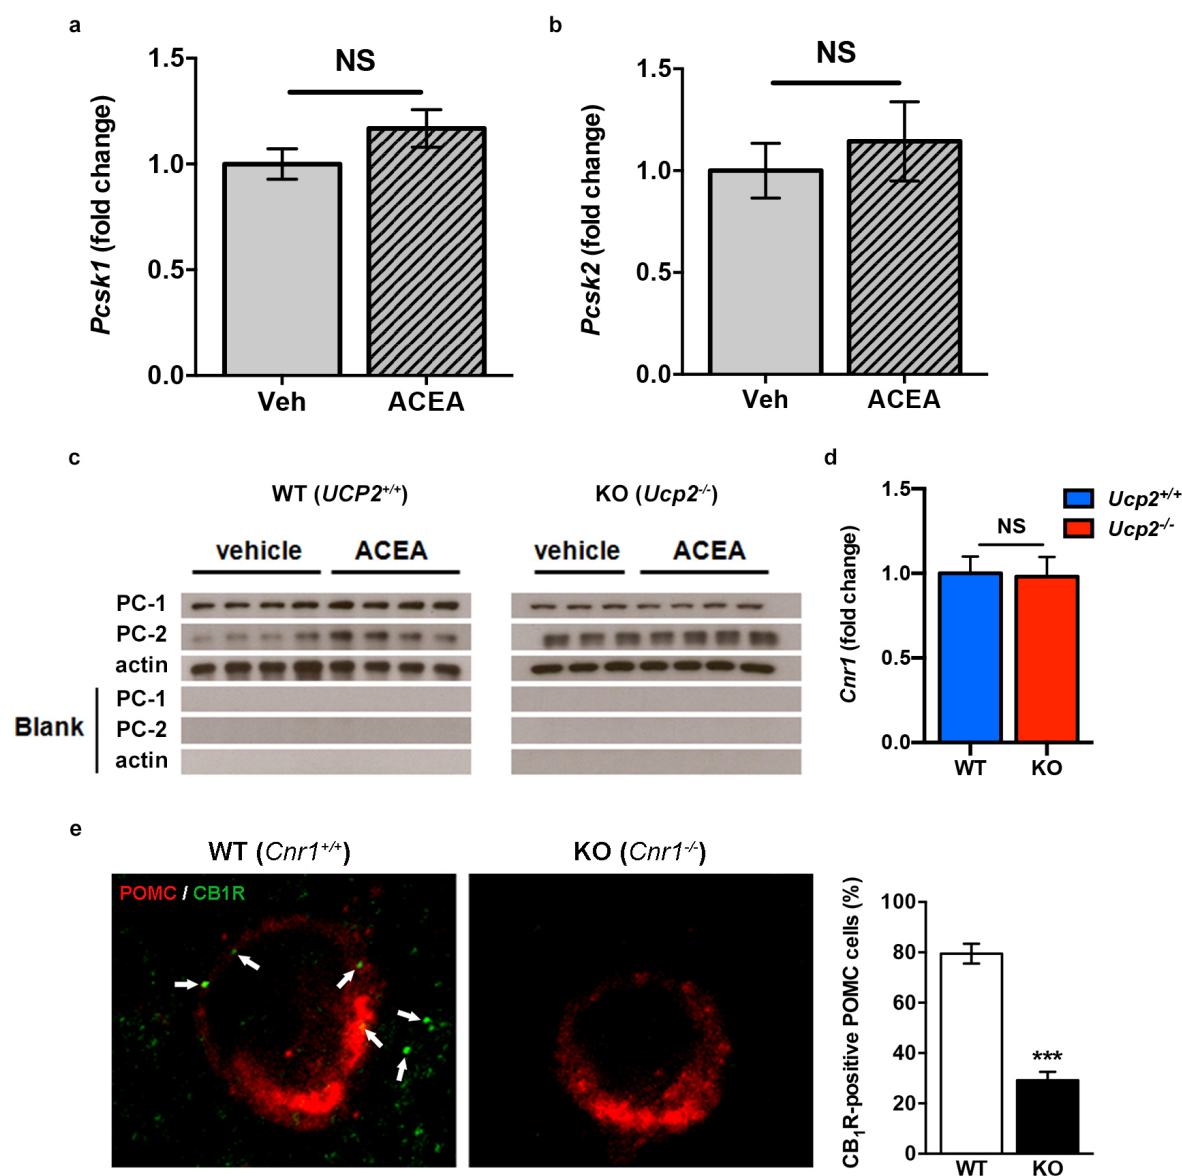 a
Pcsk1 (fold change)
1.5
1.0
0.5
0.0
NS
Veh ACEA
b
Pcsk2 (fold change)
1.5
1.0
0.5
0.0
NS
Veh ACEA
c
WT (UCP2+/+) KO (Ucp2-/-)
vehicle ACEA vehicle ACEA
PC-1
PC-2
actin
Blank
PC-1
PC-2
actin
d
Cnr1 (fold change)
1.5
1.0
0.5
0.0
NS
WT KO
Ucp2+/+
Ucp2-/-
e
WT (Cnr1+/+) KO (Cnr1-/-)
POMC / CB1R
CB1R-positive POMC cells (%)
100
80
60
40
20
0
***
WT KO